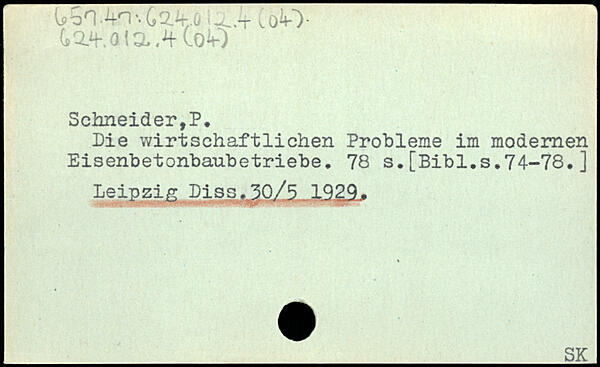 657.47:624.012.4(04).
624.012.4(04)
Schneider,P.
Die wirtschaftlichen Probleme im modernen
Eisenbetonbaubetriebe. 78 s.[Bibl.s.74-78.]
Leipzig Diss.30/5 1929.
SK